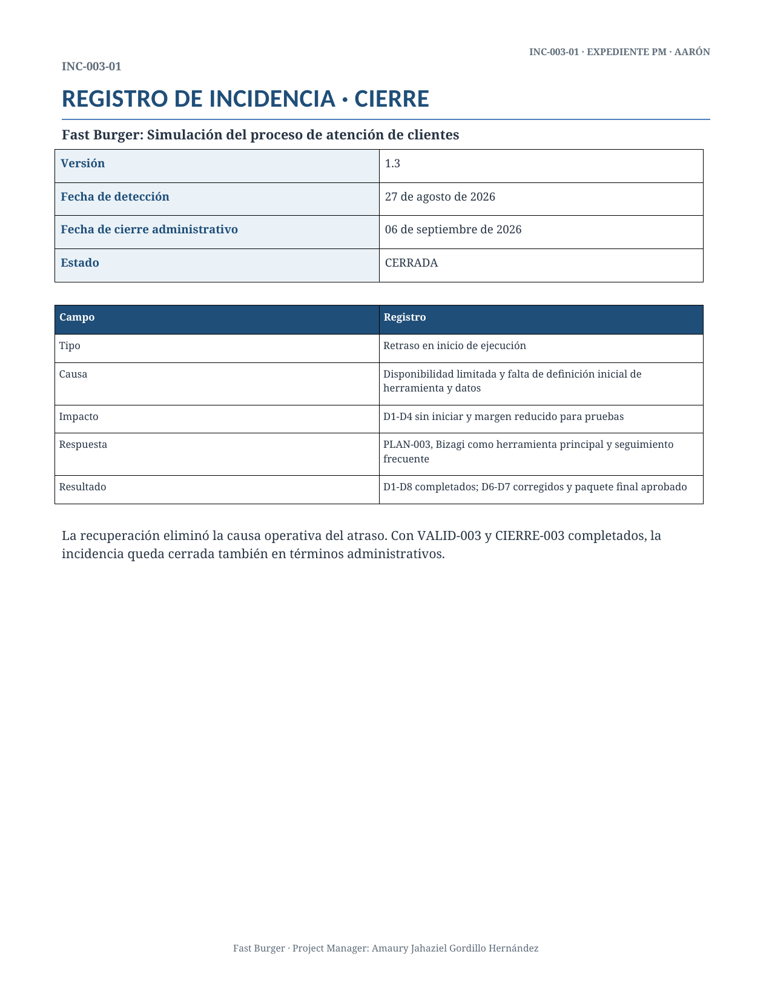 INC-003-01 · EXPEDIENTE PM · AARÓN
INC-003-01
REGISTRO DE INCIDENCIA · CIERRE
Fast Burger: Simulación del proceso de atención de clientes
Versión 1.3
Fecha de detección 27 de agosto de 2026
Fecha de cierre administrativo 06 de septiembre de 2026
Estado CERRADA
Campo Registro
Tipo Retraso en inicio de ejecución
Causa Disponibilidad limitada y falta de definición inicial de
herramienta y datos
Impacto D1-D4 sin iniciar y margen reducido para pruebas
Respuesta PLAN-003, Bizagi como herramienta principal y seguimiento
frecuente
Resultado D1-D8 completados; D6-D7 corregidos y paquete final aprobado
La recuperación eliminó la causa operativa del atraso. Con VALID-003 y CIERRE-003 completados, la
incidencia queda cerrada también en términos administrativos.
Fast Burger · Project Manager: Amaury Jahaziel Gordillo Hernández